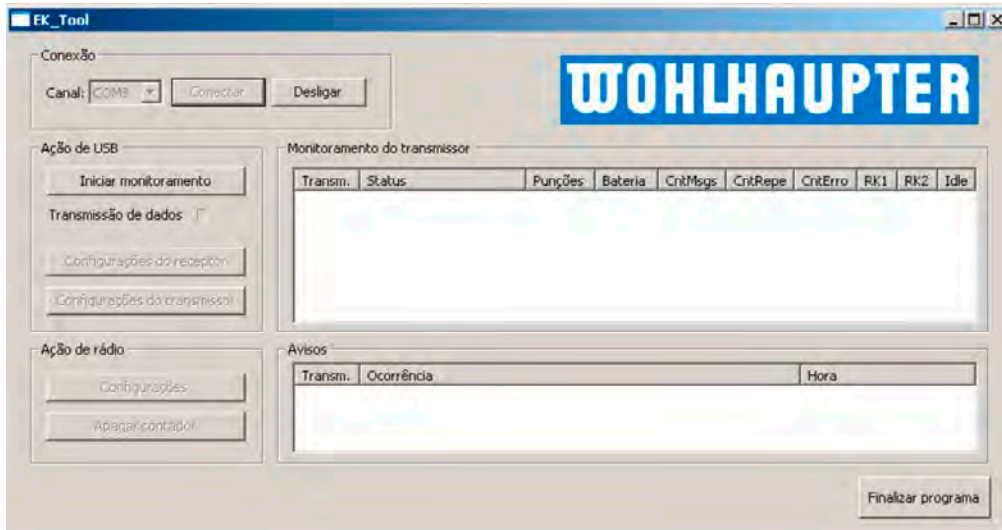 EK_Tool
Conexão
Canal: COM9 Conectar Desligar
WOHLHAUPTER
Ação de USB
Iniciar monitoramento
Transmissão de dados
Configurações do receptor
Configurações do transmissor
Monitoramento do transmissor
Transm. Status Punções Bateria CntMsgs CntRepe CntErro RK1 RK2 Idle
Ação de rádio
Configurações
Apagar contador
Avisos
Transm. Ocorrência Hora
Finalizar programa